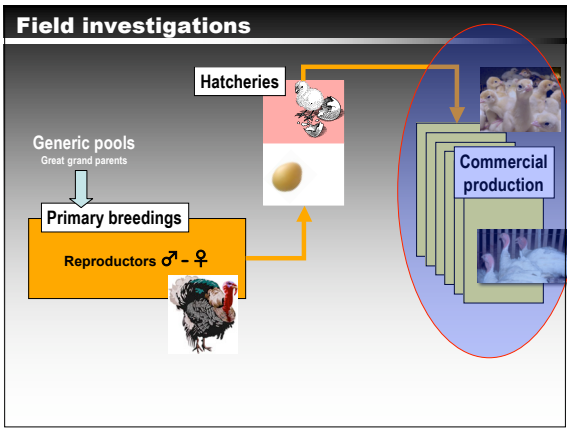 Field investigations
Hatcheries
Generic pools
Great grand parents
Primary breedings
Reproductors ♂ - ♀
Commercial
production